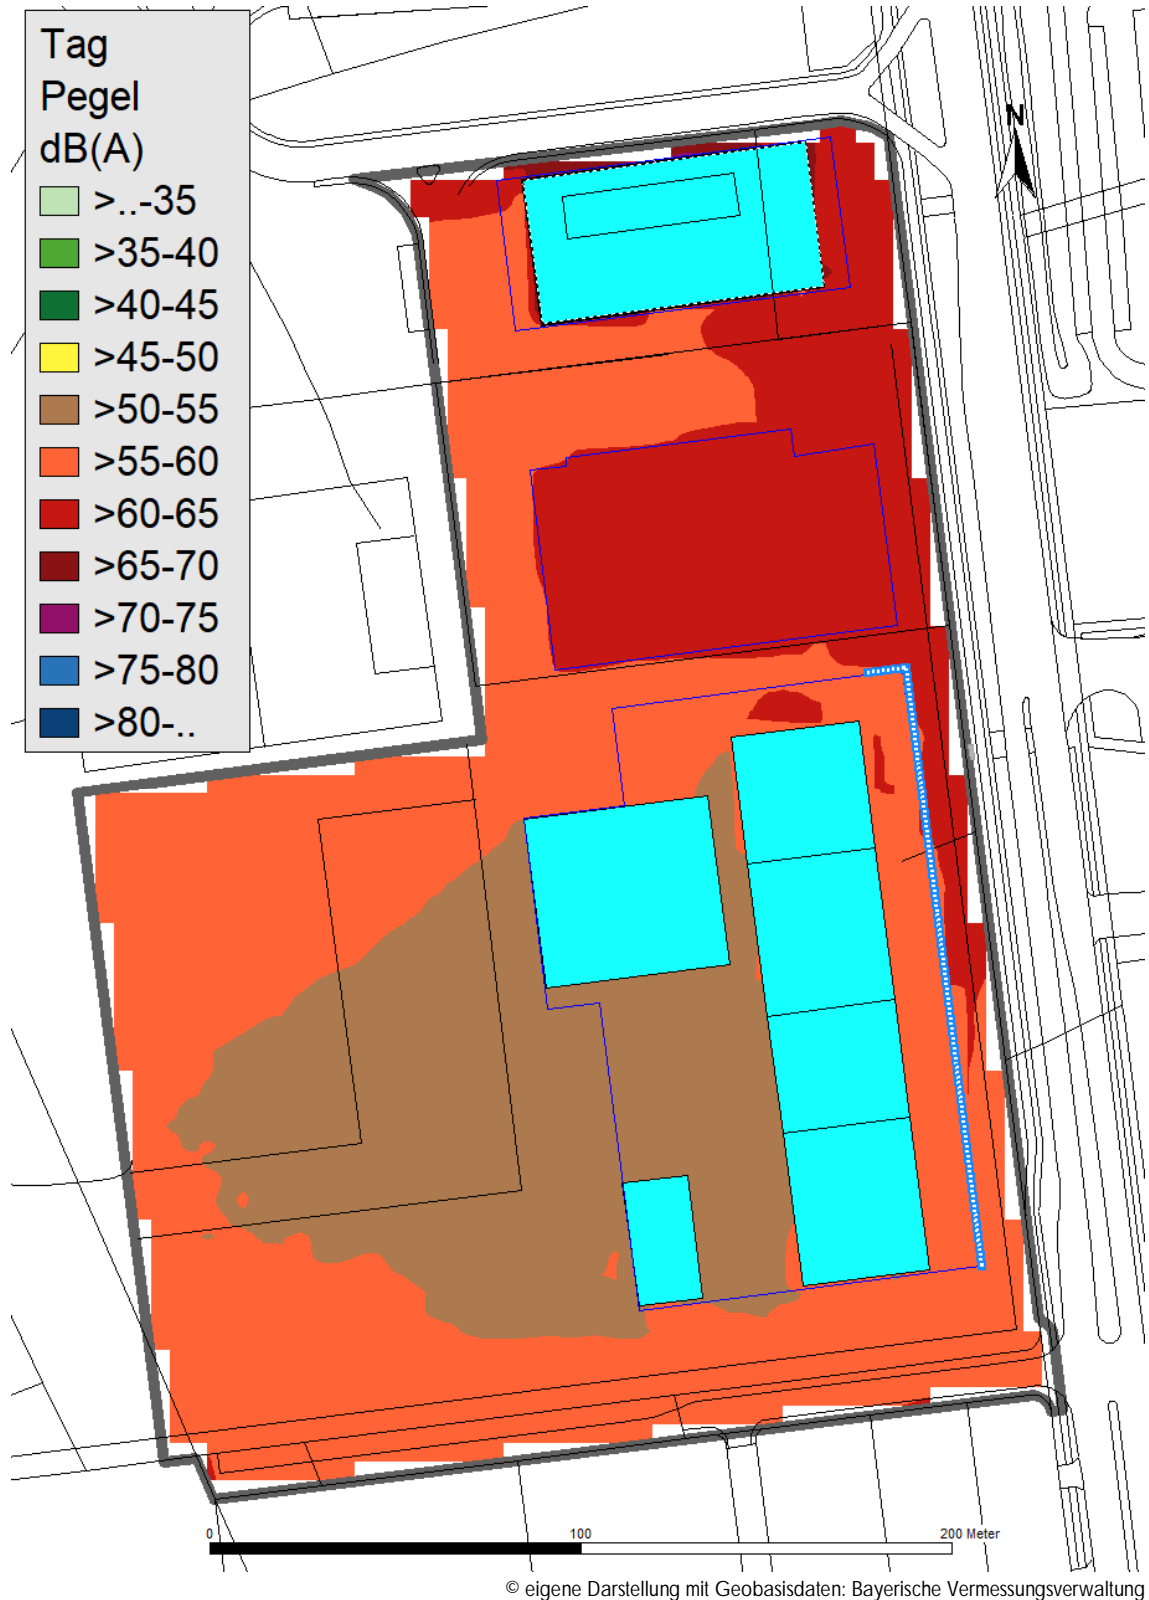 Tag
Pegel
dB(A)
>..-35
>35-40
>40-45
>45-50
>50-55
>55-60
>60-65
>65-70
>70-75
>75-80
>80-..
N
0 100 200 Meter
© eigene Darstellung mit Geobasisdaten: Bayerische Vermessungsverwaltung